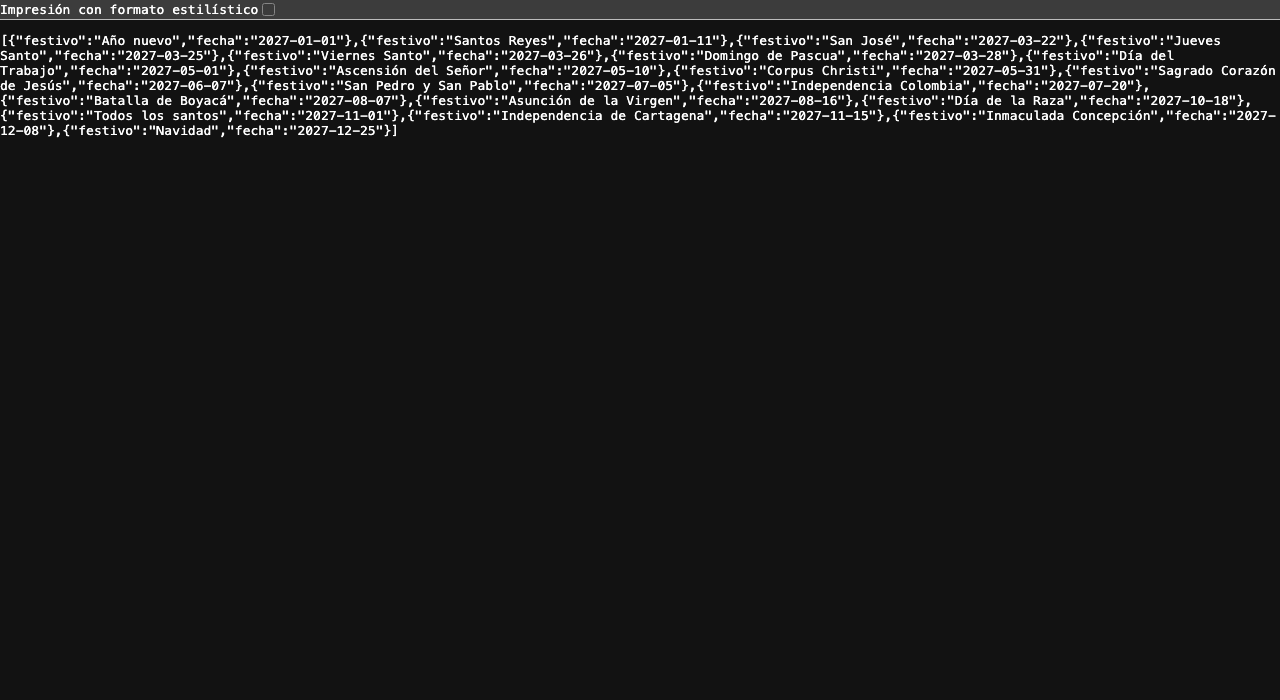 Impresión con formato estilístico
[{"festivo":"Año nuevo","fecha":"2027-01-01"},{"festivo":"Santos Reyes","fecha":"2027-01-11"},{"festivo":"San José","fecha":"2027-03-22"},{"festivo":"Jueves
Santo","fecha":"2027-03-25"},{"festivo":"Viernes Santo","fecha":"2027-03-26"},{"festivo":"Domingo de Pascua","fecha":"2027-03-28"},{"festivo":"Día del
Trabajo","fecha":"2027-05-01"},{"festivo":"Ascensión del Señor","fecha":"2027-05-10"},{"festivo":"Corpus Christi","fecha":"2027-05-31"},{"festivo":"Sagrado Corazón
de Jesús","fecha":"2027-06-07"},{"festivo":"San Pedro y San Pablo","fecha":"2027-07-05"},{"festivo":"Independencia Colombia","fecha":"2027-07-20"},
{"festivo":"Batalla de Boyacá","fecha":"2027-08-07"},{"festivo":"Asunción de la Virgen","fecha":"2027-08-16"},{"festivo":"Día de la Raza","fecha":"2027-10-18"},
{"festivo":"Todos los santos","fecha":"2027-11-01"},{"festivo":"Independencia de Cartagena","fecha":"2027-11-15"},{"festivo":"Inmaculada Concepción","fecha":"2027-
12-08"},{"festivo":"Navidad","fecha":"2027-12-25"}]